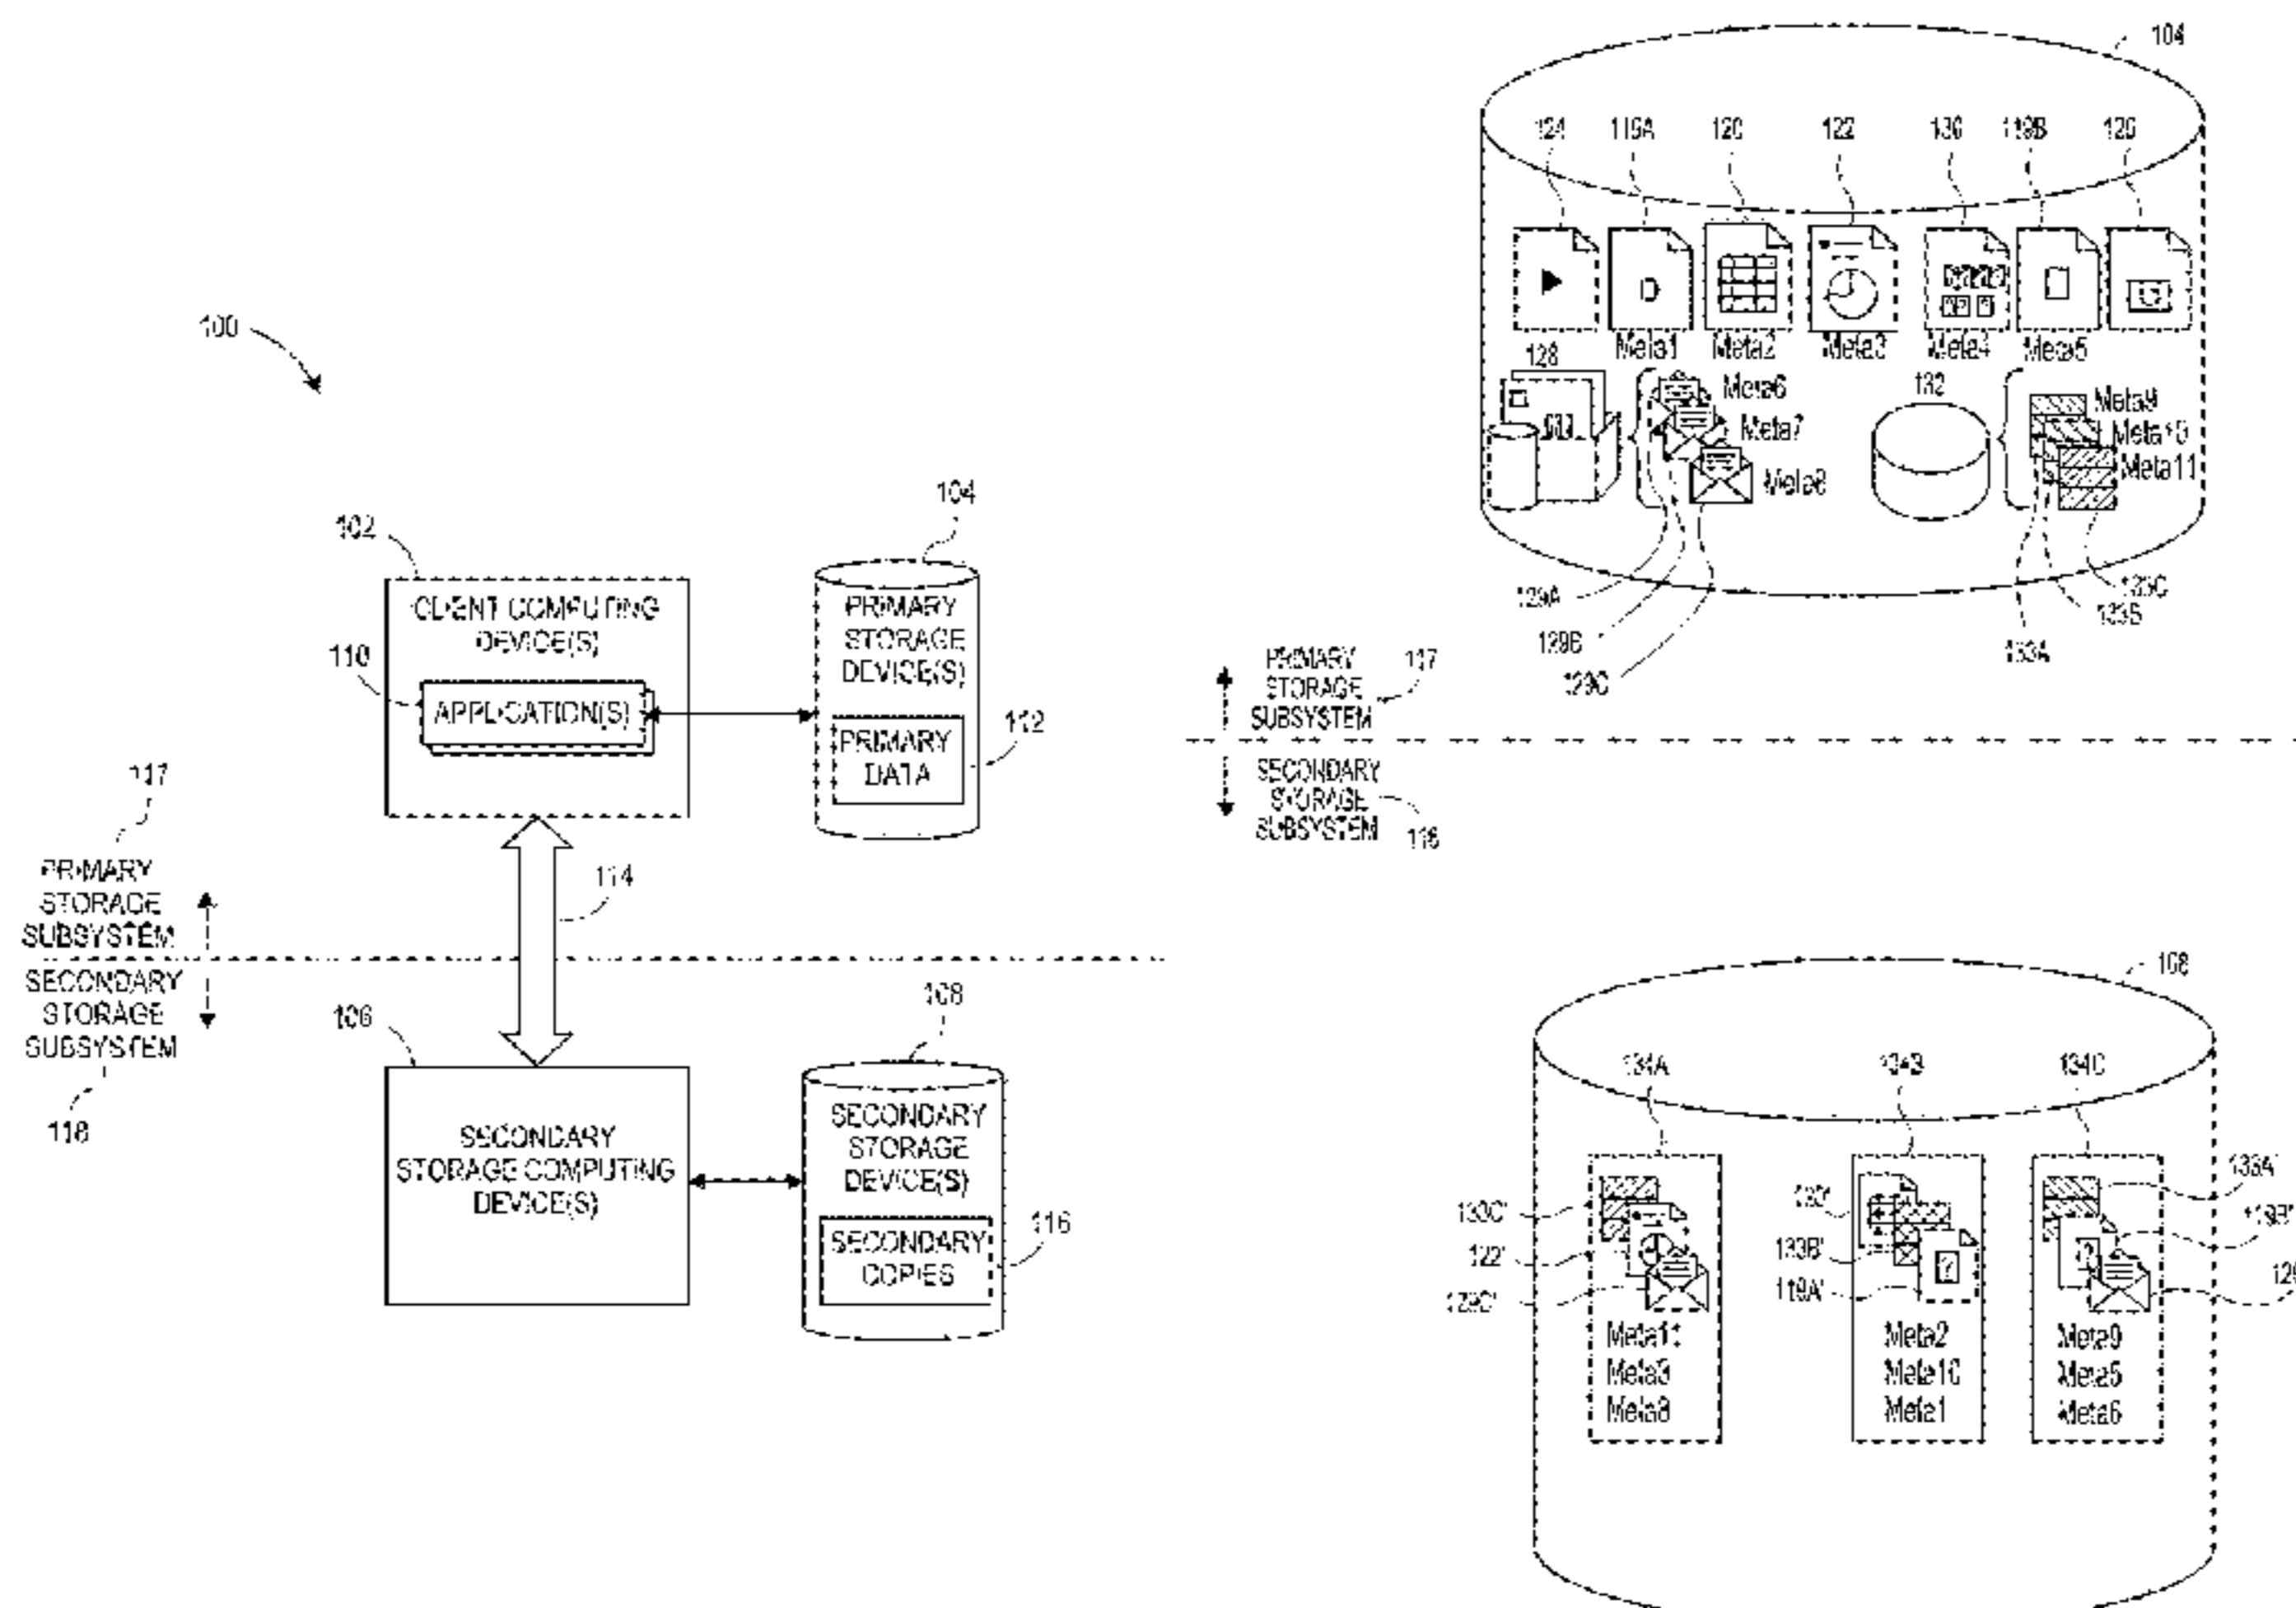 100
102
104
CLIENT COMPUTING
DEVICE(S)
110
APPLICATION(S)
PRIMARY
STORAGE
DEVICE(S)
PRIMARY
DATA
112
117
PRIMARY
STORAGE
SUBSYSTEM
114
SECONDARY
STORAGE
SUBSYSTEM
118
106
108
SECONDARY
STORAGE COMPUTING
DEVICE(S)
SECONDARY
STORAGE
DEVICE(S)
SECONDARY
COPIES
116
104
124 119A 120 122 130 119B 126
Meta1 Meta2 Meta3 Meta4 Meta5
128
Meta6
Meta7
Meta8
132
Meta9
Meta10
Meta11
129A
129B
129C
133A
133B
133C
PRIMARY
STORAGE
SUBSYSTEM
117
SECONDARY
STORAGE
SUBSYSTEM
118
108
134A 134B 134C
133C'
122'
129C'
Meta11
Meta3
Meta8
120'
133B'
119A'
Meta2
Meta10
Meta1
133A'
119B'
Meta9
Meta5
Meta6